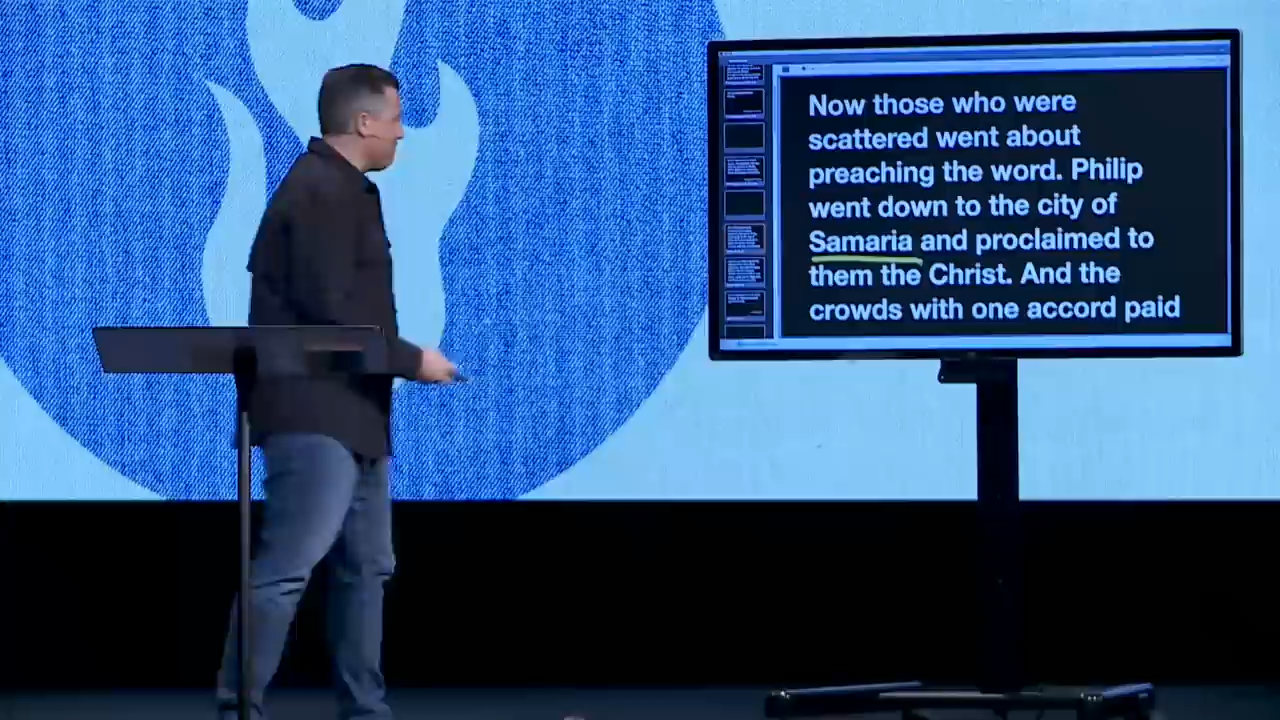 Now those who were
scattered went about
preaching the word. Philip
went down to the city of
Samaria and proclaimed to
them the Christ. And the
crowds with one accord paid